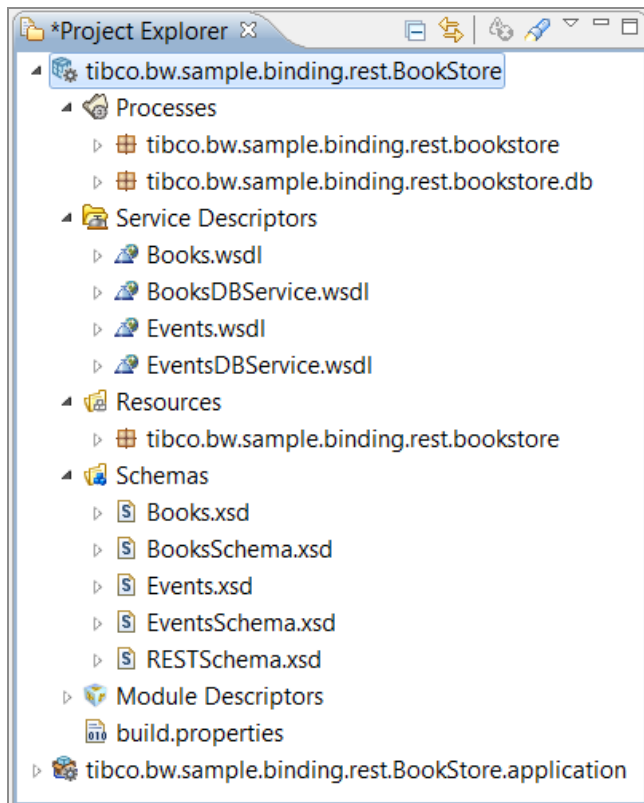 *Project Explorer
tibco.bw.sample.binding.rest.BookStore
Processes
tibco.bw.sample.binding.rest.bookstore
tibco.bw.sample.binding.rest.bookstore.db
Service Descriptors
Books.wsdl
BooksDBService.wsdl
Events.wsdl
EventsDBService.wsdl
Resources
tibco.bw.sample.binding.rest.bookstore
Schemas
Books.xsd
BooksSchema.xsd
Events.xsd
EventsSchema.xsd
RESTSchema.xsd
Module Descriptors
build.properties
tibco.bw.sample.binding.rest.BookStore.application